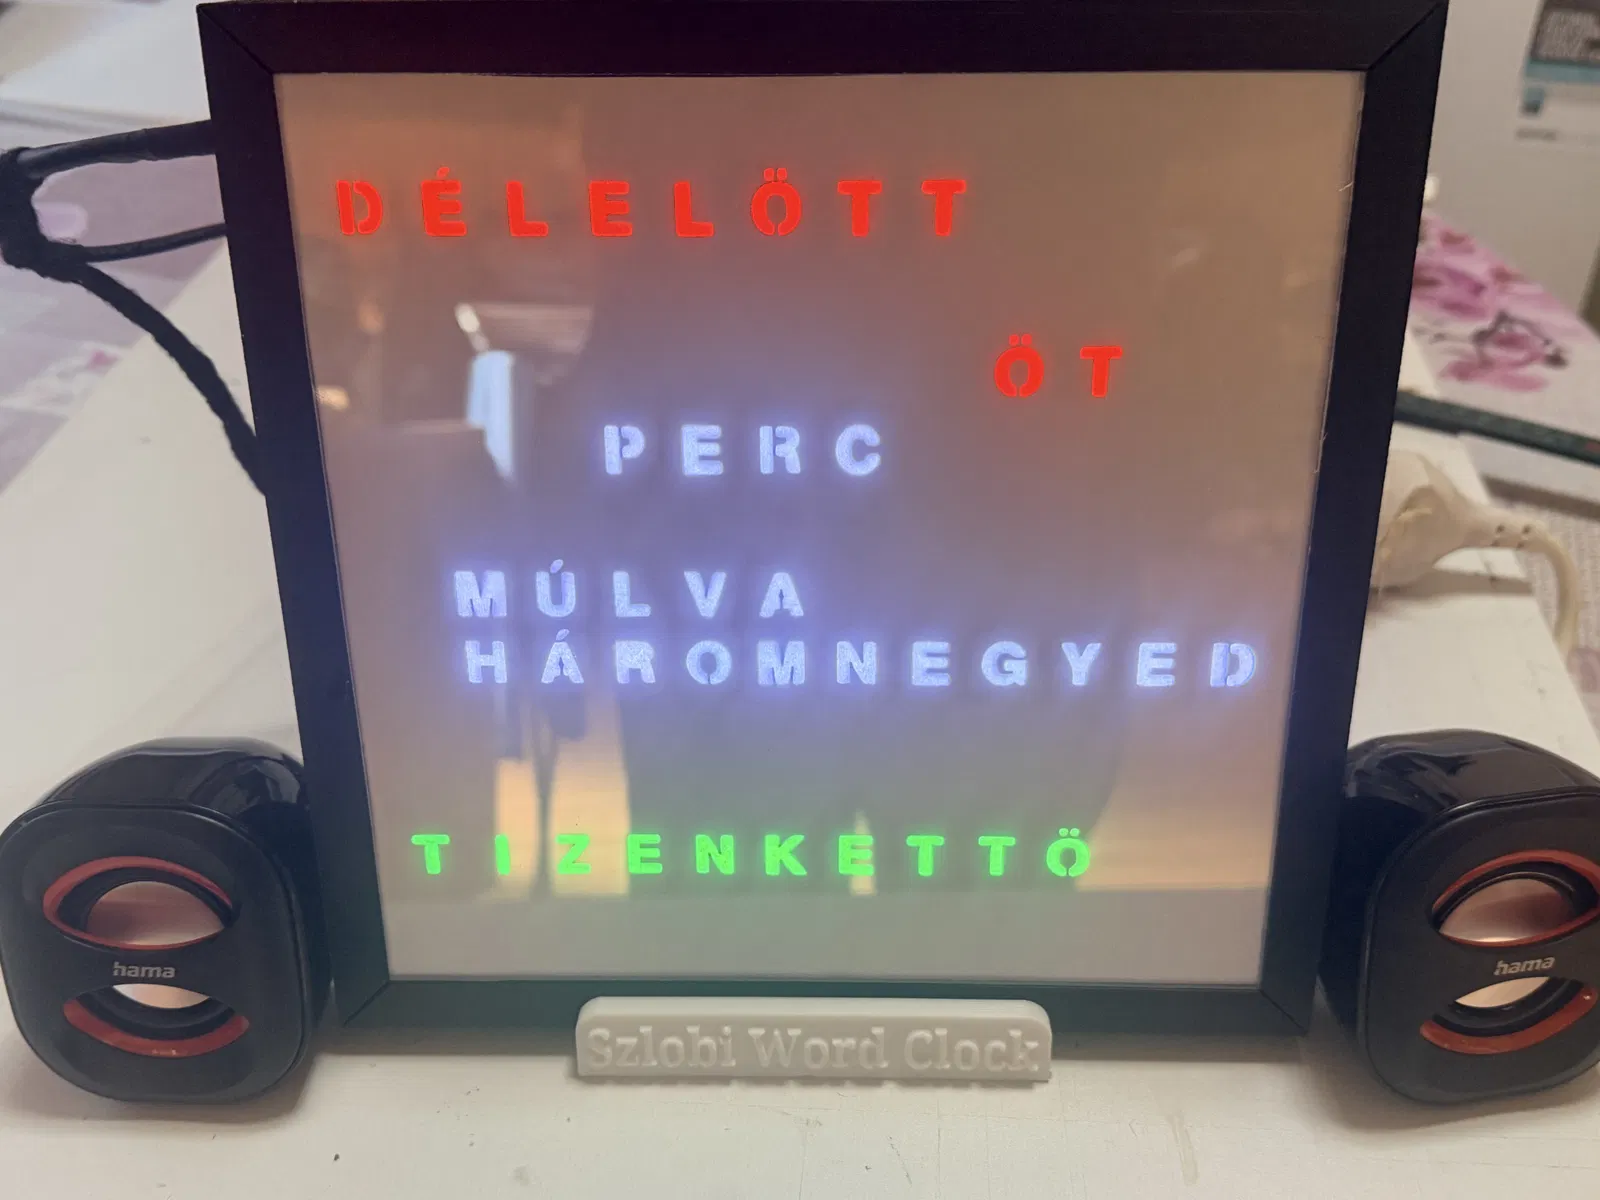 DÉLELÖTT
ÖT
PERC
MÚLVA
HÁROMNEGYED
TIZENKETTÖ
hama
hama
Szlobi Word Clock